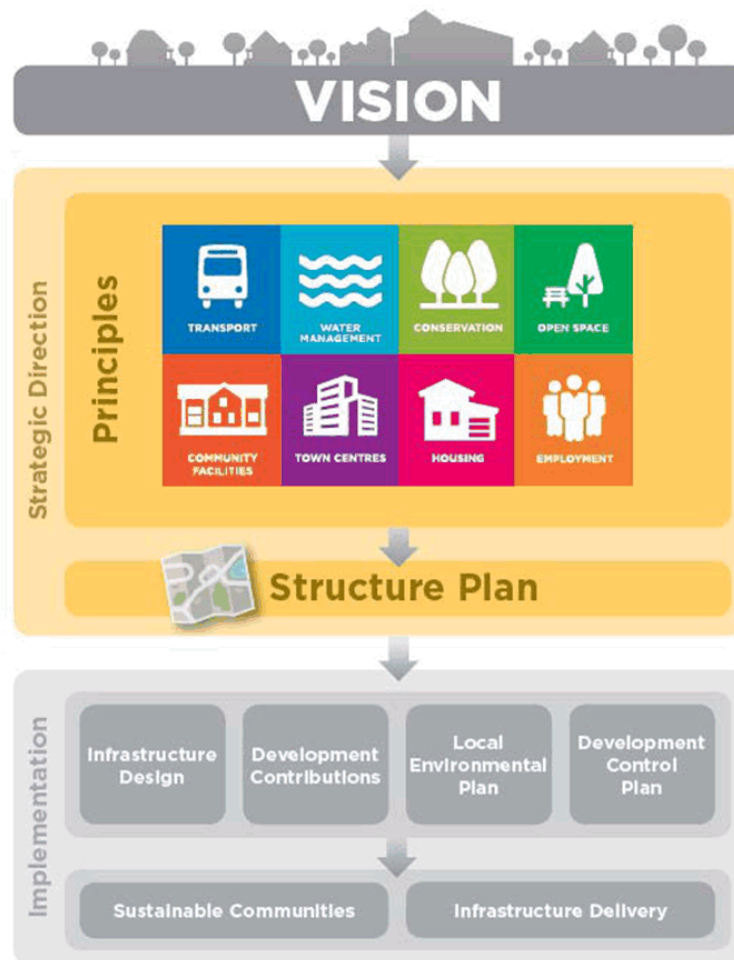 VISION
Strategic Direction
Principles
TRANSPORT
WATER
MANAGEMENT
CONSERVATION
OPEN SPACE
COMMUNITY
FACILITIES
TOWN CENTRES
HOUSING
EMPLOYMENT
Structure Plan
Implementation
Infrastructure
Design
Development
Contributions
Local
Environmental
Plan
Development
Control
Plan
Sustainable Communities
Infrastructure Delivery